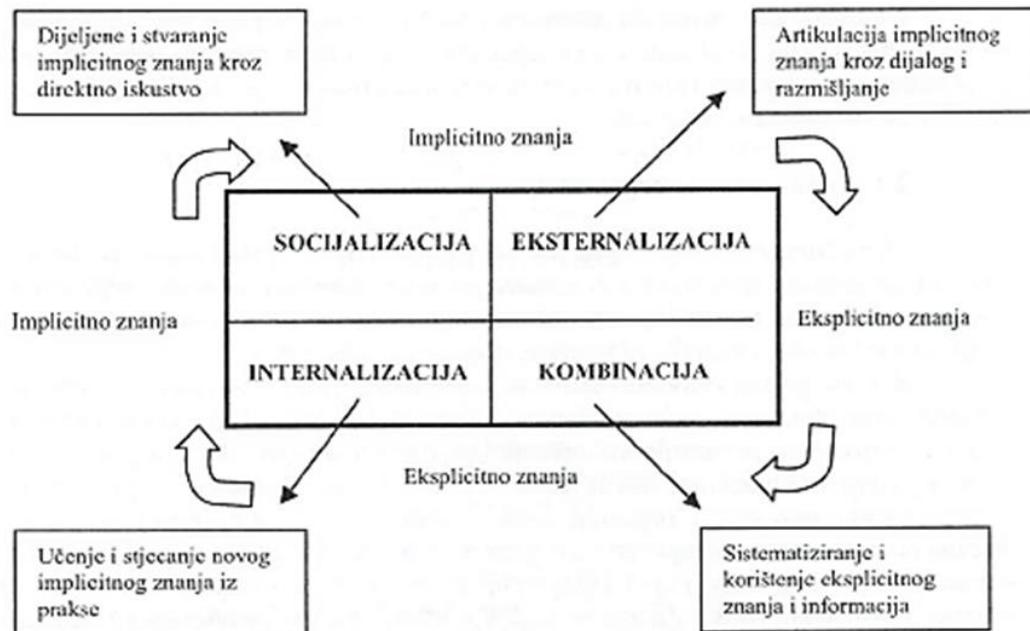 Dijeljene i stvaranje
implicitnog znanja kroz
direktno iskustvo
Artikulacija implicitnog
znanja kroz dijalog i
razmišljanje
Implicitno znanja
SOCIJALIZACIJA
EKSTERNALIZACIJA
Implicitno znanja
Eksplicitno znanja
INTERNALIZACIJA
KOMBINACIJA
Eksplicitno znanja
Učenje i stjecanje novog
implicitnog znanja iz
prakse
Sistematiziranje i
korištenje eksplicitnog
znanja i informacija